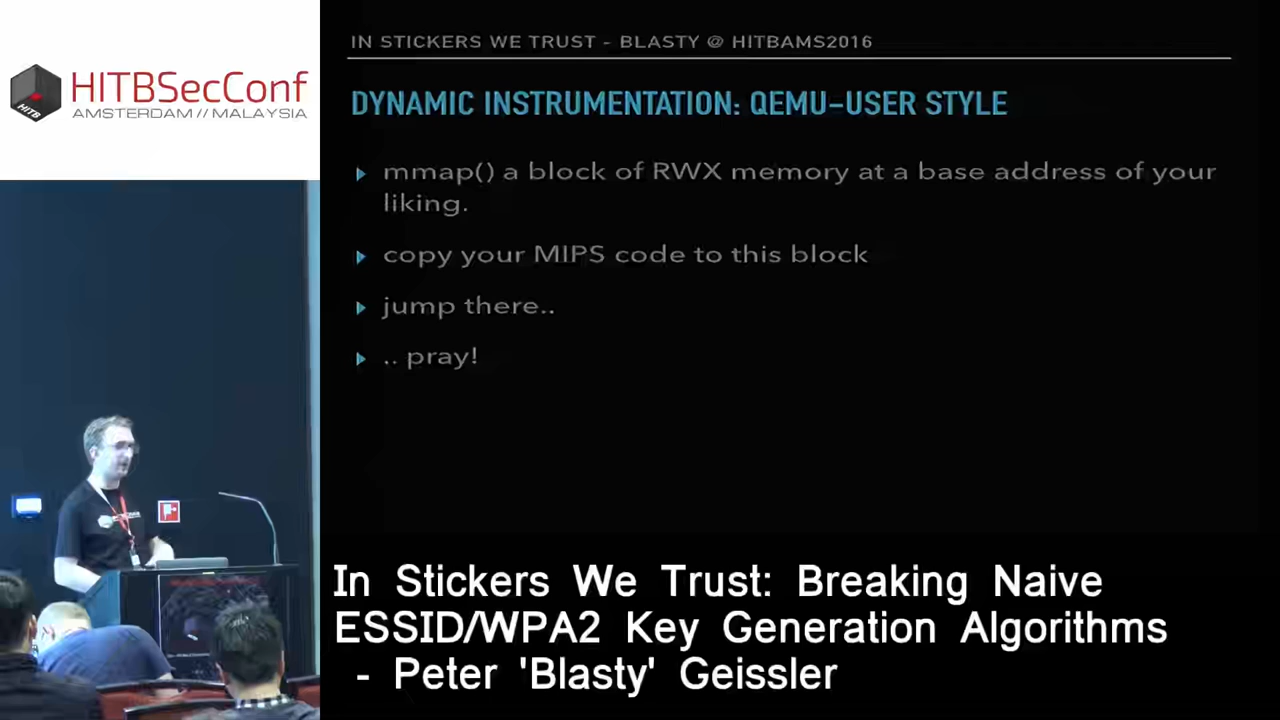 HITBSecConf
AMSTERDAM//MALAYSIA
HITB
IN STICKERS WE TRUST - BLASTY @ HITBAMS2016
DYNAMIC INSTRUMENTATION: QEMU-USER STYLE
mmap() a block of RWX memory at a base address of your
liking.
copy your MIPS code to this block
jump there..
.. pray!
In Stickers We Trust: Breaking Naive
ESSID/WPA2 Key Generation Algorithms
- Peter 'Blasty' Geissler